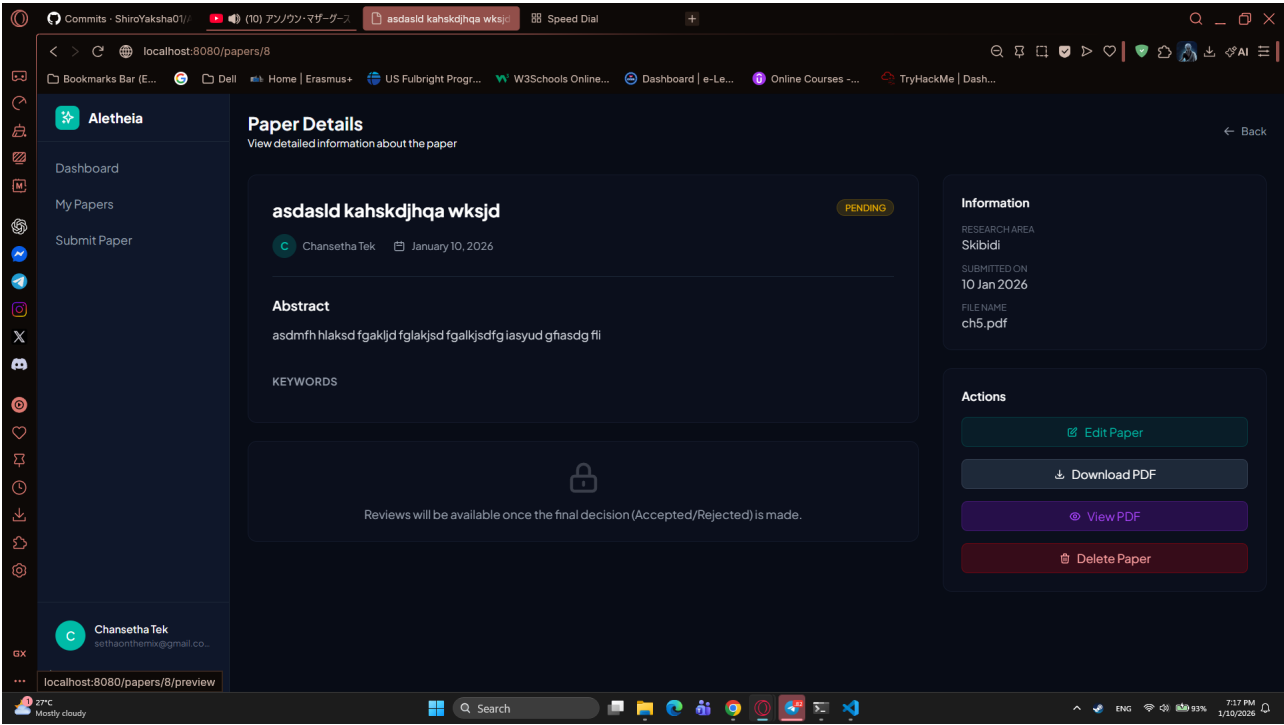 Commits · ShiroYaksha01/
(10) アンノウン・マザーグース
asdasld kahskdjhqa wksjd
Speed Dial
localhost:8080/papers/8
AI
Bookmarks Bar (E...
Dell
Home | Erasmus+
US Fulbright Progr...
W³Schools Online...
Dashboard | e-Le...
Online Courses -...
TryHackMe | Dash...
Aletheia
Dashboard
My Papers
Submit Paper
Paper Details
View detailed information about the paper
← Back
asdasld kahskdjhqa wksjd
PENDING
C Chansetha Tek January 10, 2026
Abstract
asdmfh hlaksd fgakljd fglakjsd fgalkjsdfg iasyud gfiasdg fli
KEYWORDS
Reviews will be available once the final decision (Accepted/Rejected) is made.
Information
RESEARCH AREA
Skibidi
SUBMITTED ON
10 Jan 2026
FILE NAME
ch5.pdf
Actions
Edit Paper
Download PDF
View PDF
Delete Paper
C
Chansetha Tek
sethaonthemix@gmail.co...
GX
localhost:8080/papers/8/preview
1
27°C
Mostly cloudy
Search
ENG
93%
7:17 PM
1/10/2026